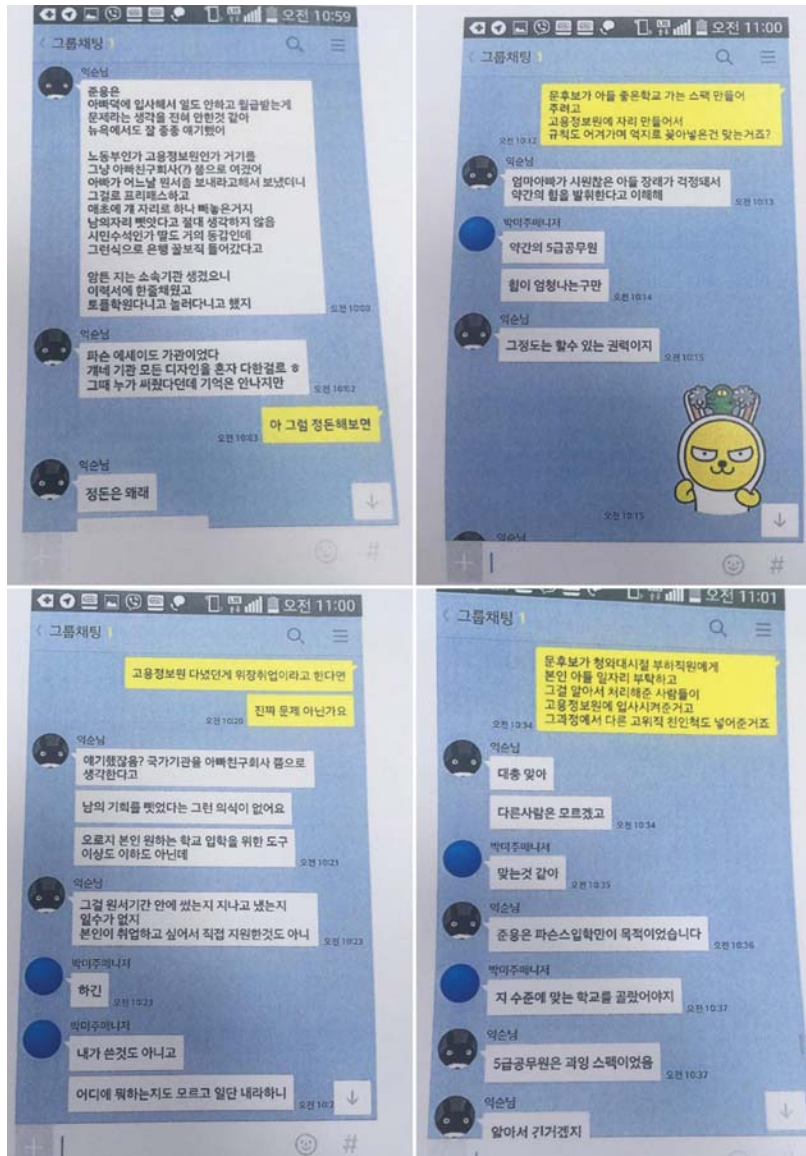 오전 10:59
그룹채팅 1
익순님
준용은
아빠덕에 입사해서 일도 안하고 월급받는게
문제라는 생각을 전혀 안한것 같아
뉴욕에서도 잘 종종 얘기했어
노동부인가 고용정보원인가 거기를
그냥 아빠친구회사(?) 쯤으로 여겼어
아빠가 어느날 원서좀 보내라고해서 보냈더니
그걸로 프리패스하고
애초에 걔 자리로 하나 빼놓은거지
남의자리 뺏앗다고 절대 생각하지 않음
시민수석인가 딸도 거의 동갑인데
그런식으로 은행 꿀보직 들어갔다고
암튼 지는 소속기관 생겼으니
이력서에 한줄채웠고
토플학원다니고 놀러다니고 했지
오전 10:00
익순님
파슨 에세이도 가관이었다
걔네 기관 모든 디자인을 혼자 다한걸로 ㅎ
그때 누가 써줬다던데 기억은 안나지만
오전 10:02
아 그럼 정돈해보면
오전 10:03
익순님
정돈은 왜래
#
오전 11:00
그룹채팅 1
문후보가 아들 좋은학교 가는 스팩 만들어
주려고
고용정보원에 자리 만들어서
규칙도 어겨가며 억지로 꽂아넣은건 맞는거죠?
오전 10:12
익순님
엄마아빠가 시원찮은 아들 장래가 걱정돼서
약간의 힘을 발휘한다고 이해해
오전 10:13
박미주매니저
약간의 5급공무원
힘이 엄청나는구만
오전 10:14
익순님
그정도는 할수 있는 권력이지
오전 10:15
오전 10:15
익순님
#
오전 11:00
그룹채팅 1
고용정보원 다녔던게 위장취업이라고 한다면
진짜 문제 아닌가요
오전 10:20
익순님
얘기했잖음? 국가기관을 아빠친구회사 쯤으로
생각한다고
남의 기회를 뺏었다는 그런 의식이 없어요
오로지 본인 원하는 학교 입학을 위한 도구
이상도 이하도 아닌데
오전 10:21
익순님
그걸 원서기간 안에 썼는지 지나고 냈는지
일수가 없지
본인이 취업하고 싶어서 직접 지원한것도 아니
오전 10:23
박미주매니저
하긴
오전 10:23
박미주매니저
내가 쓴것도 아니고
어디에 뭐하는지도 모르고 일단 내라하니
#
오전 11:01
그룹채팅 1
문후보가 청와대시절 부하직원에게
본인 아들 일자리 부탁하고
그걸 알아서 처리해준 사람들이
고용정보원에 입사시켜준거고
그과정에서 다른 고위직 친인척도 넣어준거죠
오전 10:34
익순님
대충 맞아
다른사람은 모르겠고
오전 10:34
박미주매니저
맞는것 같아
오전 10:35
익순님
준용은 파슨스입학만이 목적이었습니다
오전 10:36
박미주매니저
지 수준에 맞는 학교를 골랐어야지
오전 10:37
익순님
5급공무원은 과잉 스펙이었음
오전 10:37
익순님
알아서 긴거겠지
#